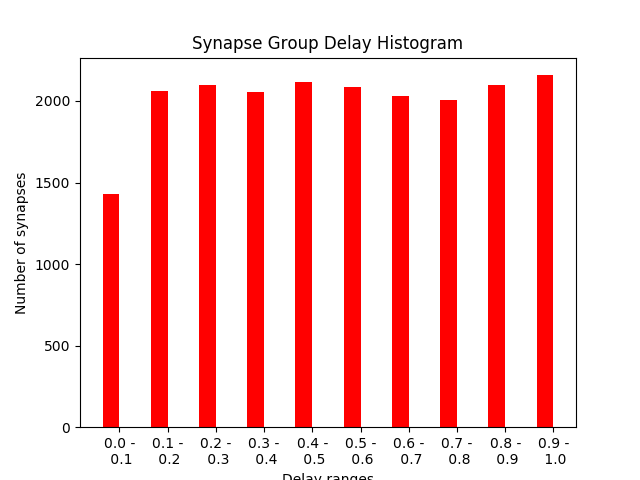 Synapse Group Delay Histogram
Number of synapses
2000
1500
1000
500
0
0.0 - 0.1 - 0.2 - 0.3 - 0.4 - 0.5 - 0.6 - 0.7 - 0.8 - 0.9 -
0.1 0.2 0.3 0.4 0.5 0.6 0.7 0.8 0.9 1.0
Delay ranges